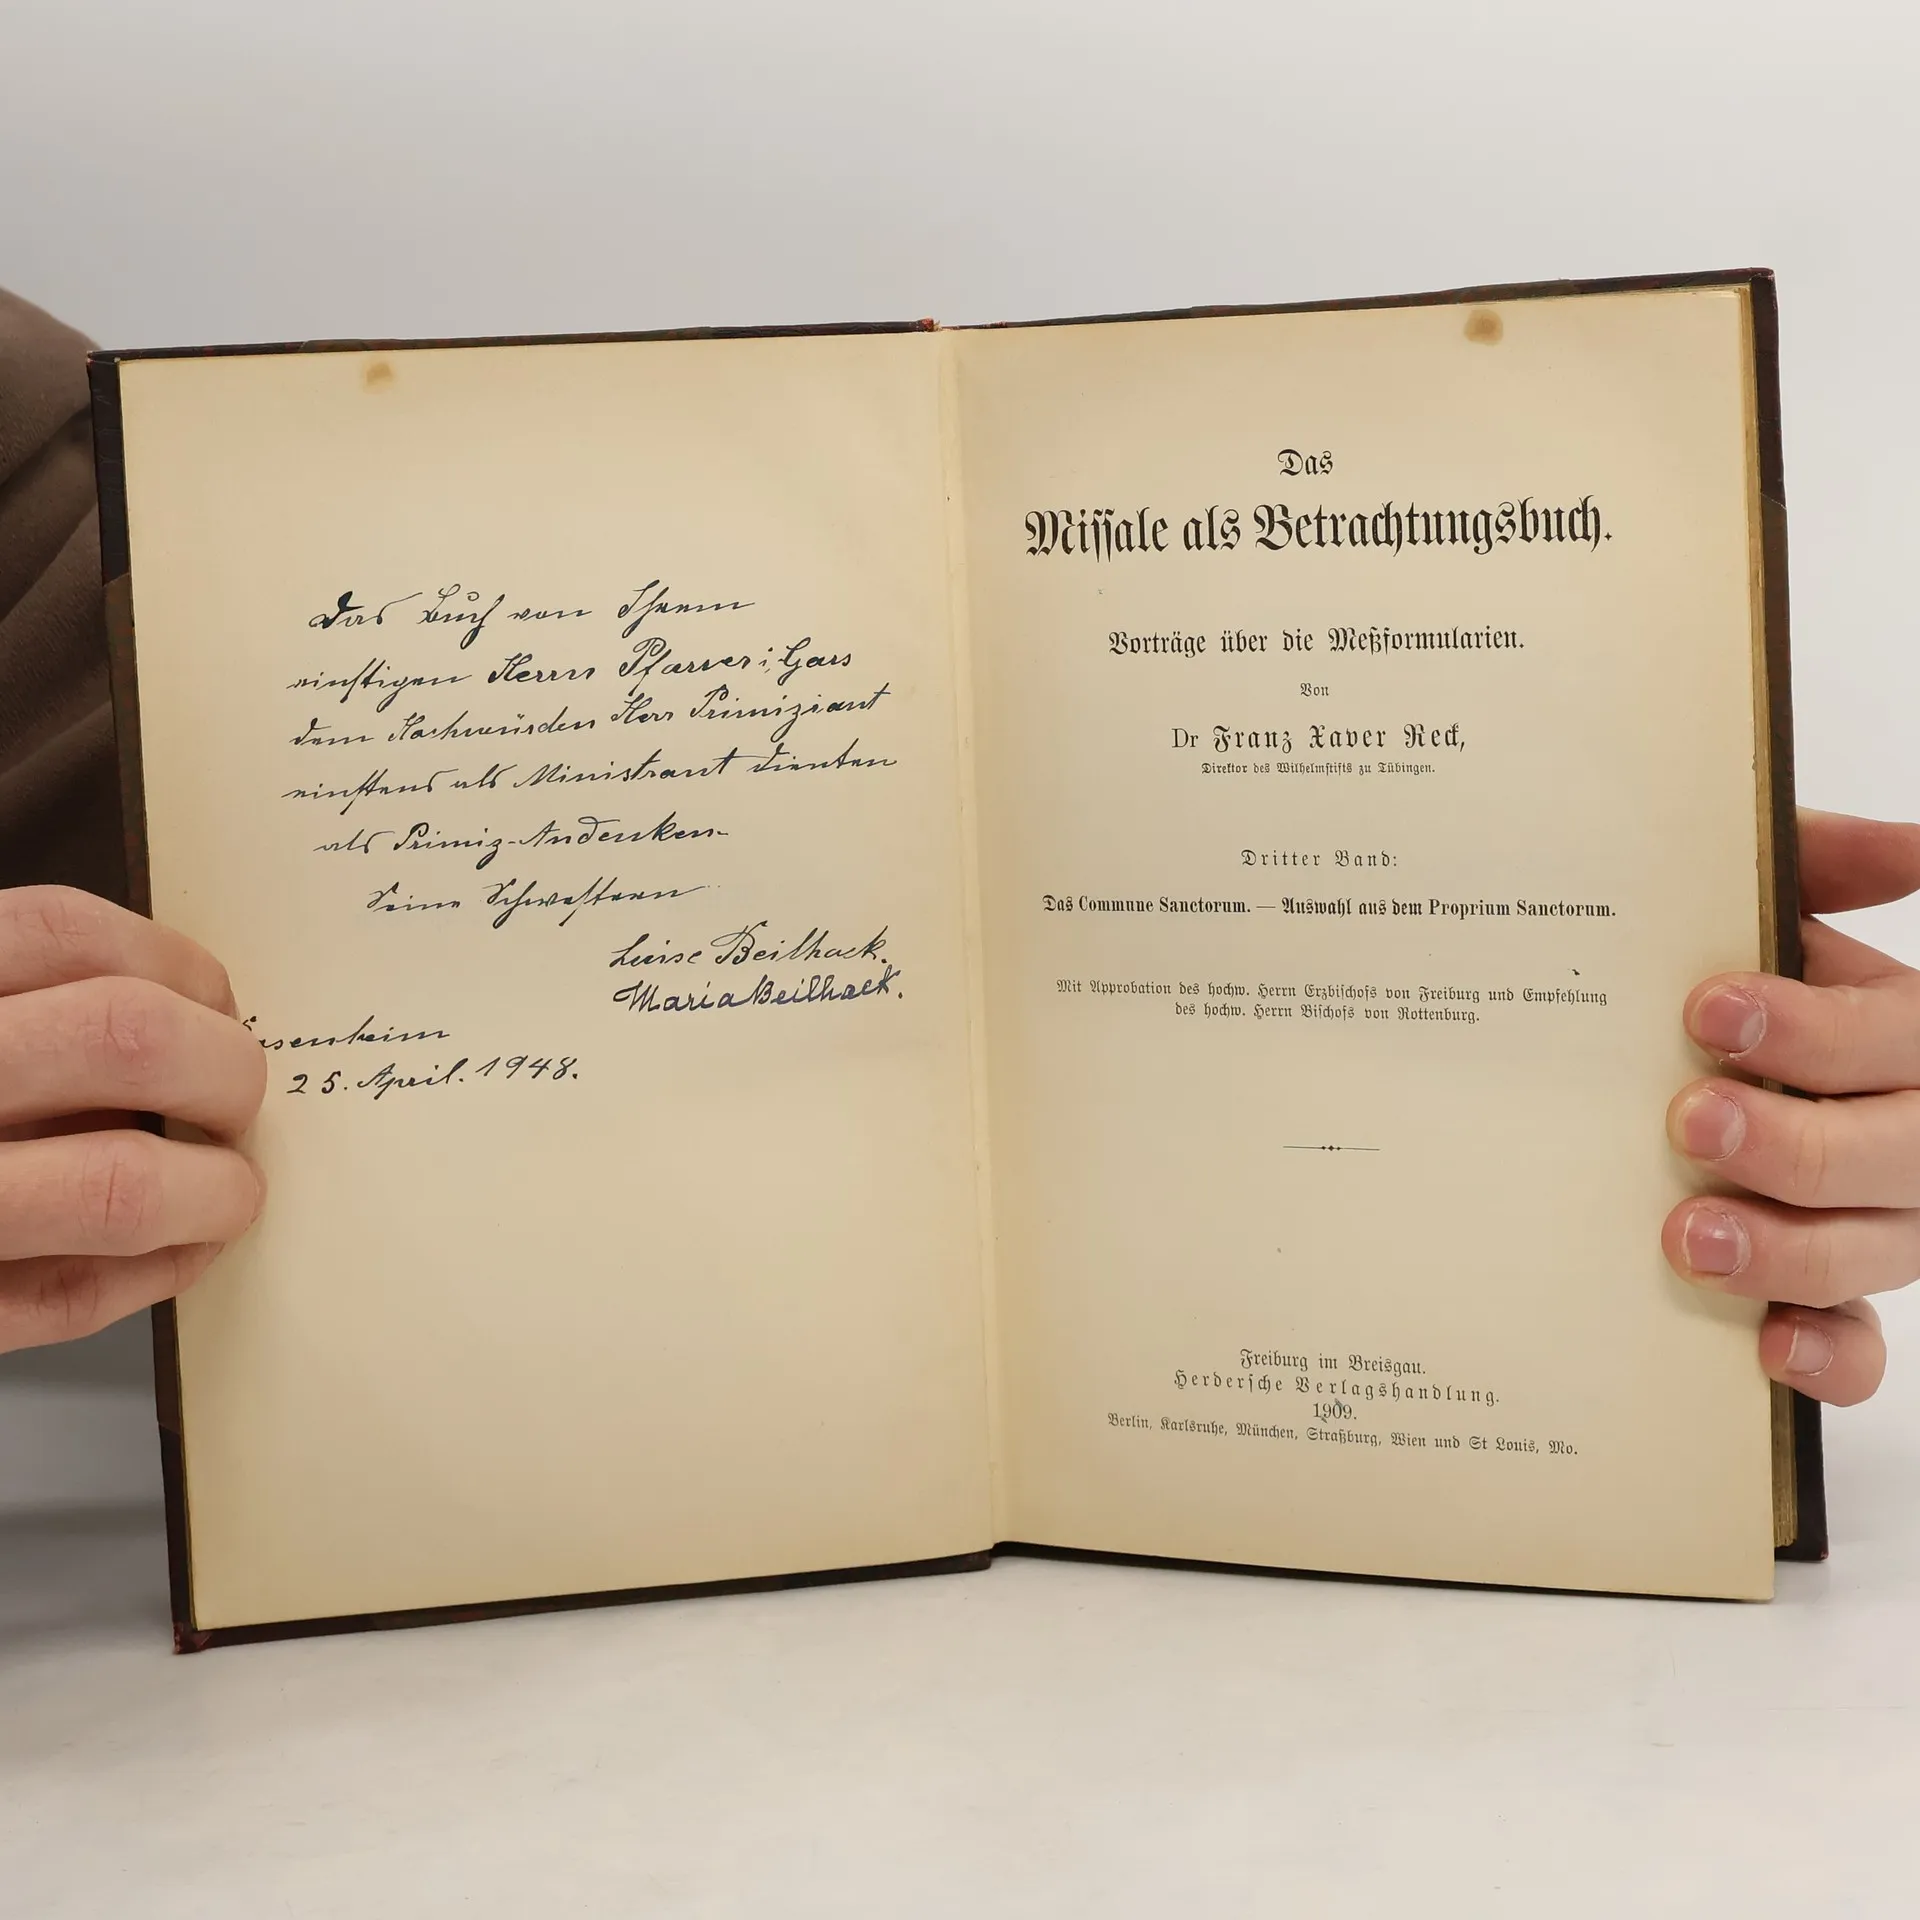 Das Buch von Ihrem
einstigen Herrn Pfarrer i. Gars
dem Hochwürden Herr Primiziant
einstens als Ministrant dienten
als Primiz-Andenken-
Seine Schwestern
Luise Beilhack.
Maria Beilhack.
senheim
25. April. 1948.
Das
Missale als Betrachtungsbuch.
Vorträge über die Meßformularien.
Von
Dr Franz Xaver Reck,
Direktor des Wilhelmstifts zu Tübingen.
Dritter Band:
Das Commune Sanctorum. — Auswahl aus dem Proprium Sanctorum.
Mit Approbation des hochw. Herrn Erzbischofs von Freiburg und Empfehlung
des hochw. Herrn Bischofs von Rottenburg.
Freiburg im Breisgau.
Herdersche Verlagshandlung.
1909.
Berlin, Karlsruhe, München, Straßburg, Wien und St Louis, Mo.